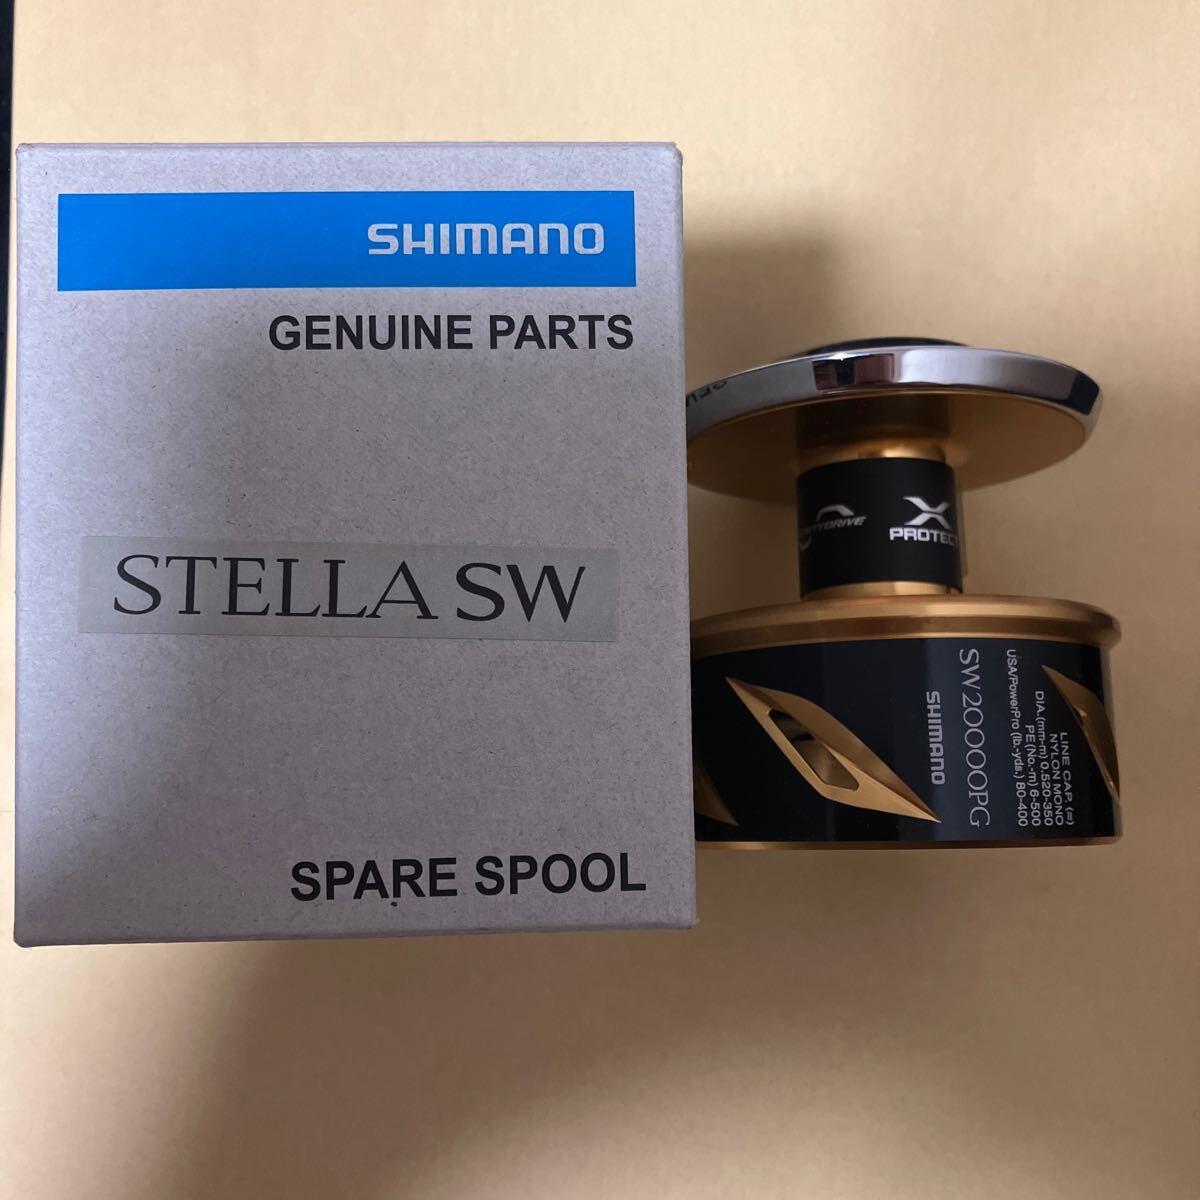 SHIMANO
GENUINE PARTS
STELLA SW
SPARE SPOOL
X
PROTECT
SW20000PG
SHIMANO
LINE CAP. (≈)
NYLON MONO
DIA.(mm-m) 0.520-350
PE(No.-m) 6-500
USA/PowerPro (lb.-yds.) 80-400